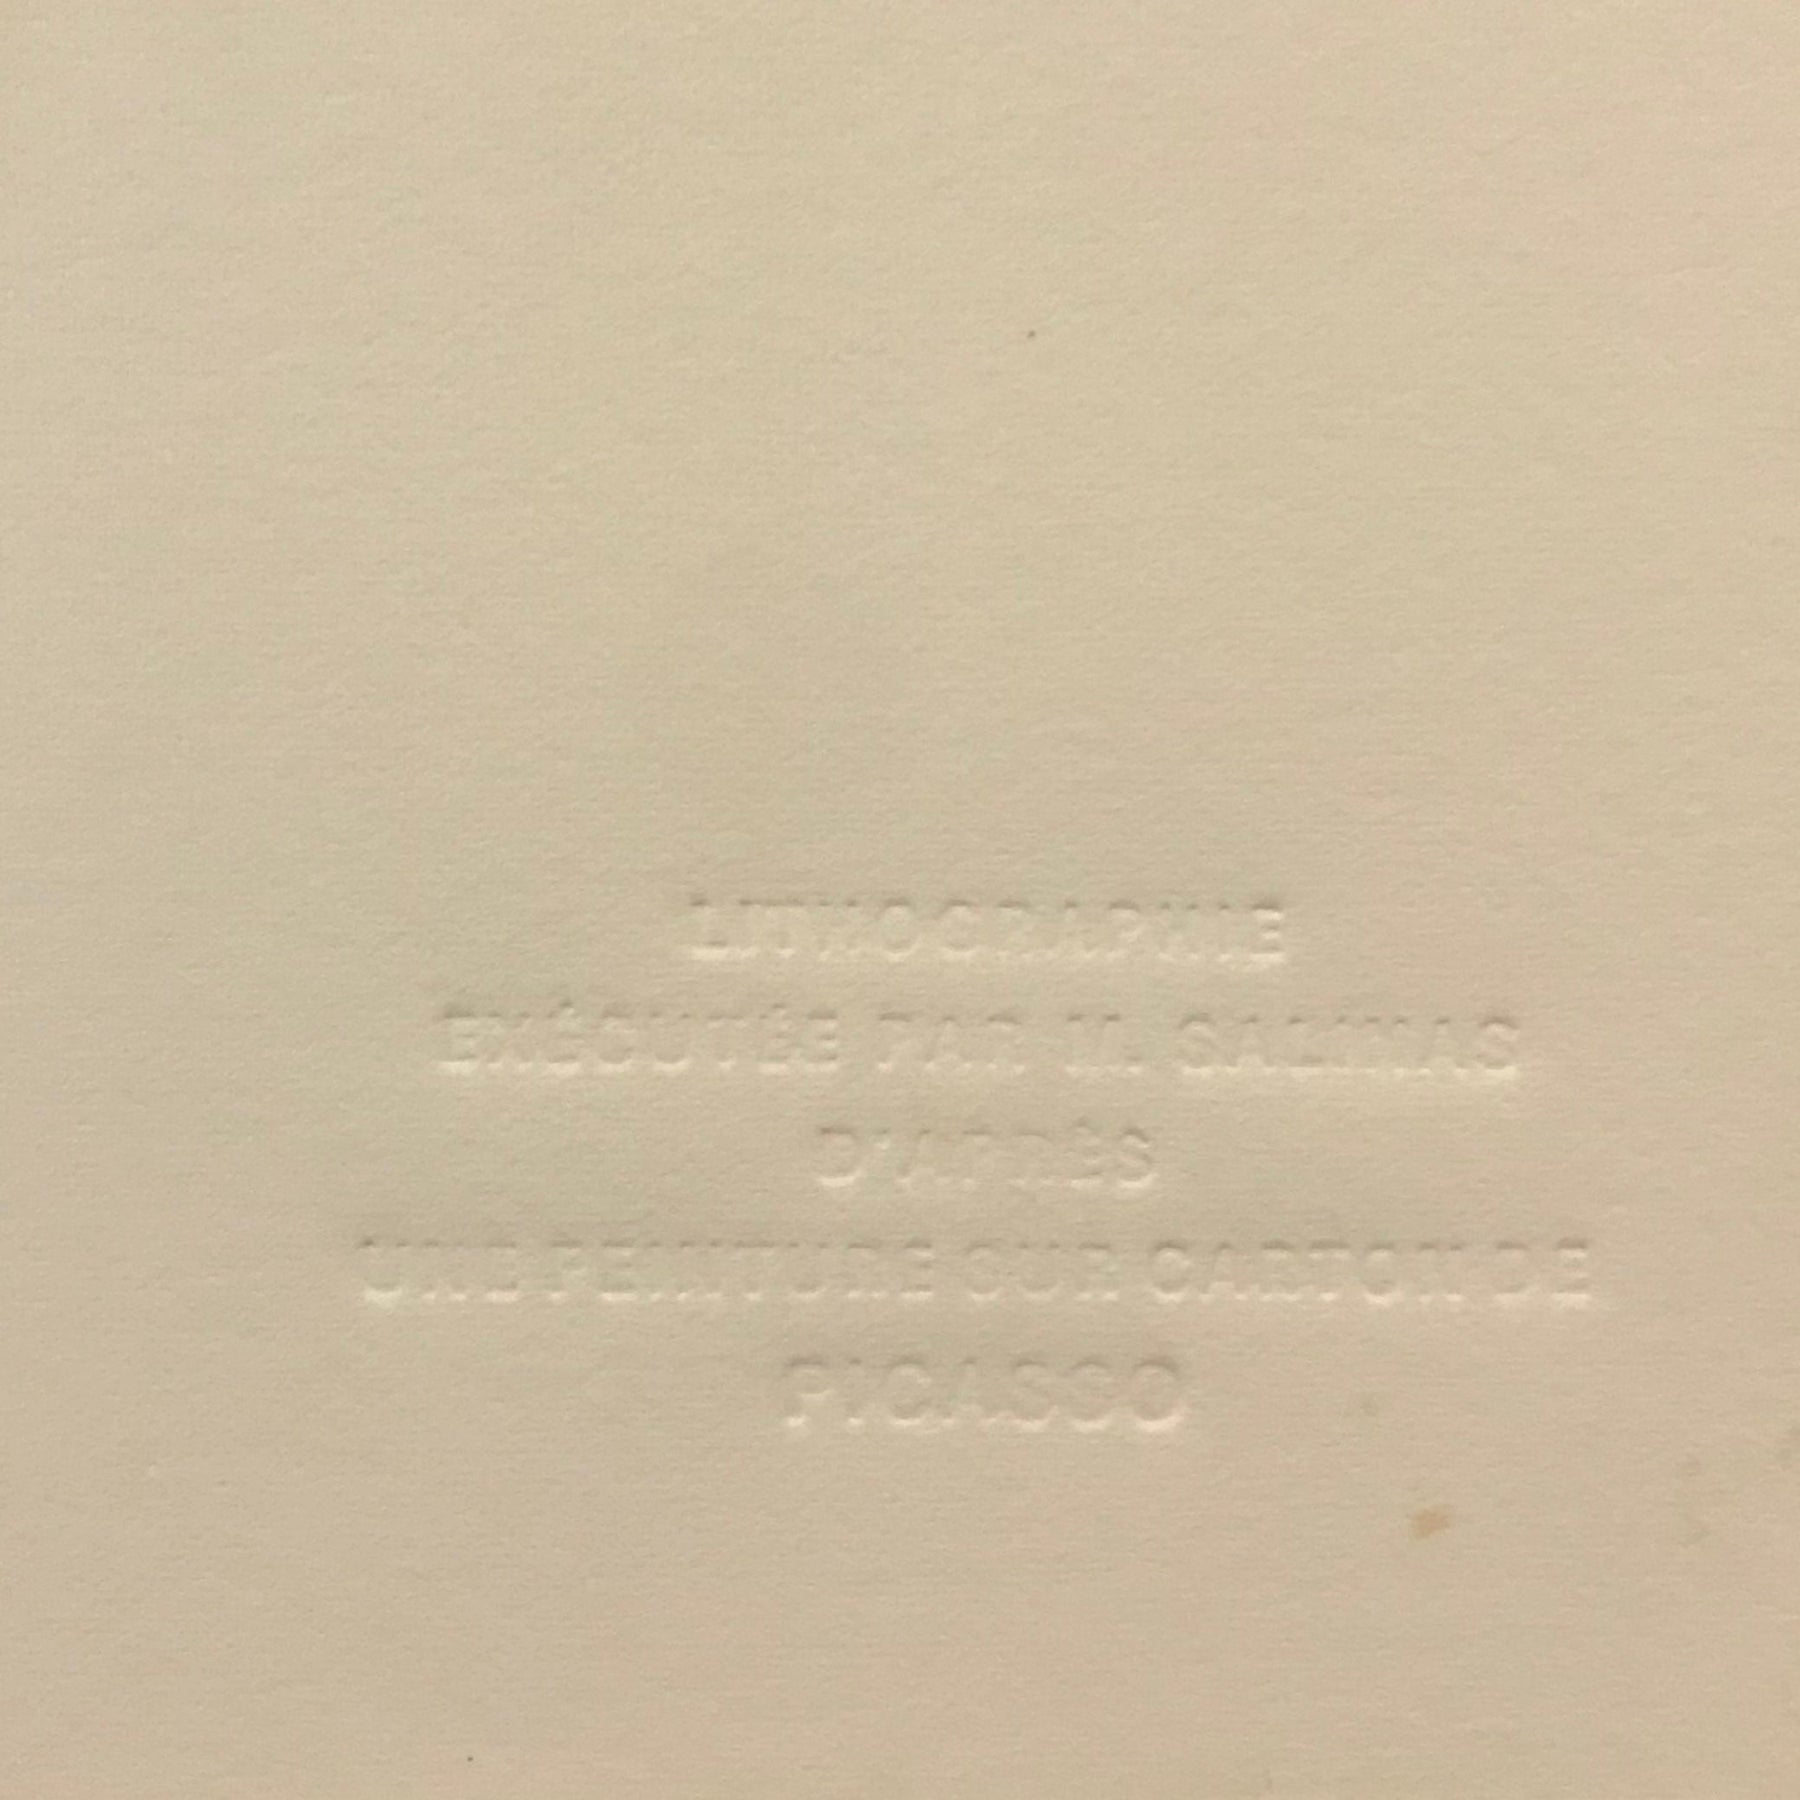 LITHOGRAPHIE
EXÉCUTÉE PAR M. SALINAS
D'APRÈS
UNE PEINTURE SUR CARTON DE
PICASSO